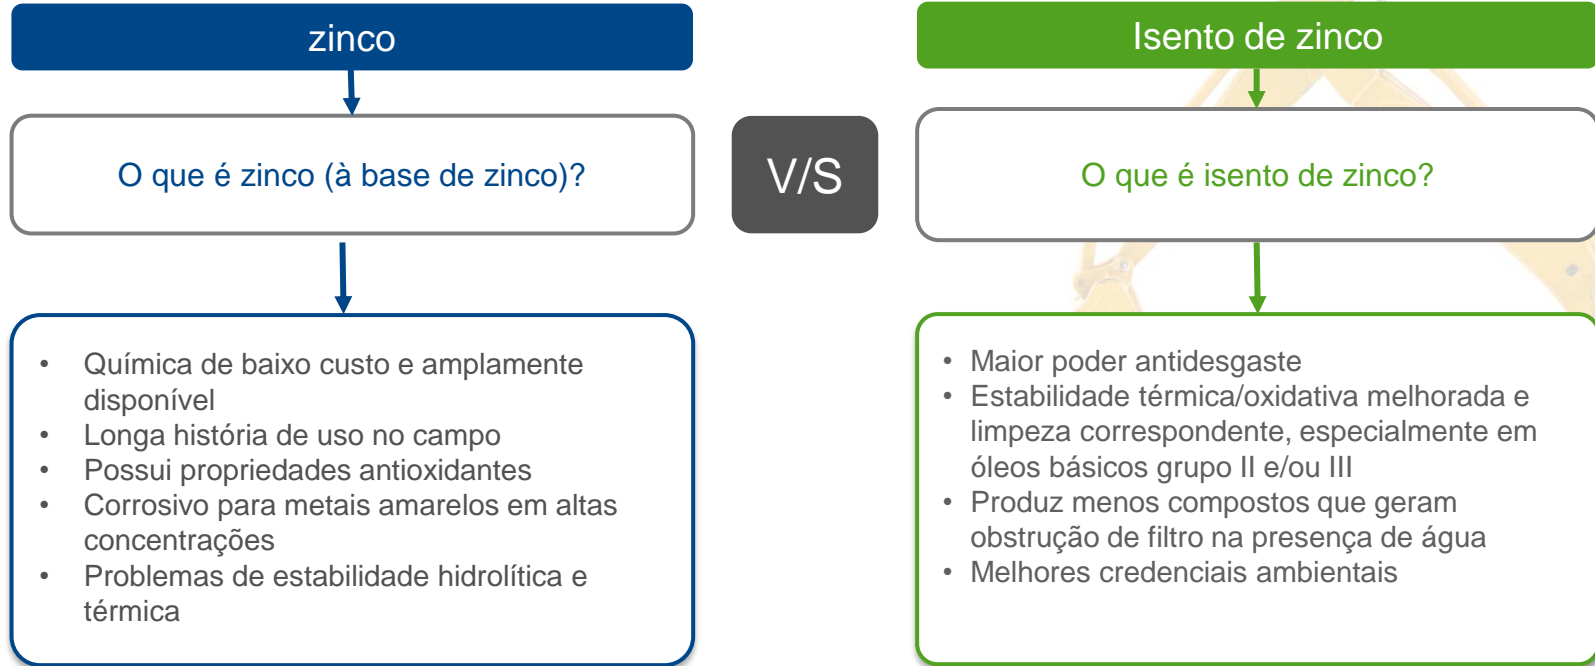 zinco
O que é zinco (à base de zinco)?
• Química de baixo custo e amplamente
disponível
• Longa história de uso no campo
• Possui propriedades antioxidantes
• Corrosivo para metais amarelos em altas
concentrações
• Problemas de estabilidade hidrolítica e
térmica
V/S
Isento de zinco
O que é isento de zinco?
• Maior poder antidesgaste
• Estabilidade térmica/oxidativa melhorada e
limpeza correspondente, especialmente em
óleos básicos grupo II e/ou III
• Produz menos compostos que geram
obstrução de filtro na presença de água
• Melhores credenciais ambientais